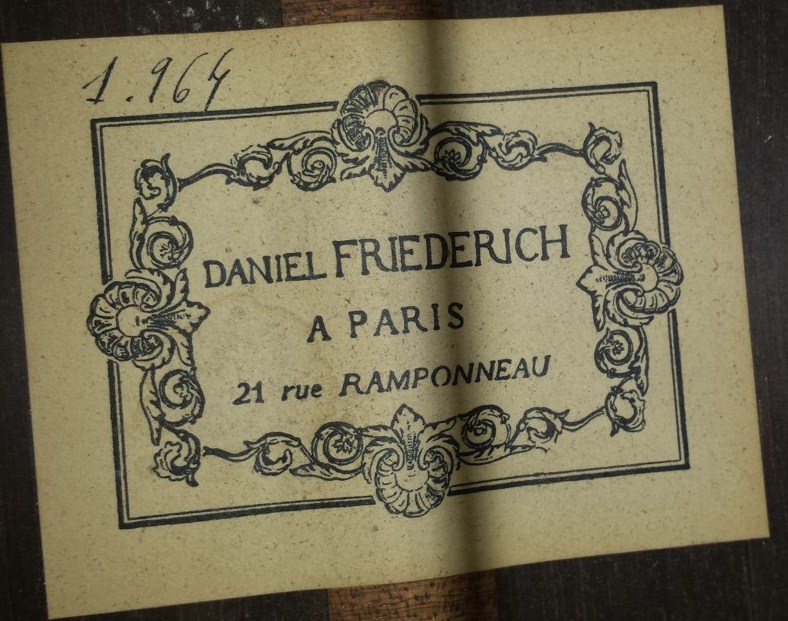 1.964
DANIEL FRIEDERICH
A PARIS
21 rue RAMPONNEAU